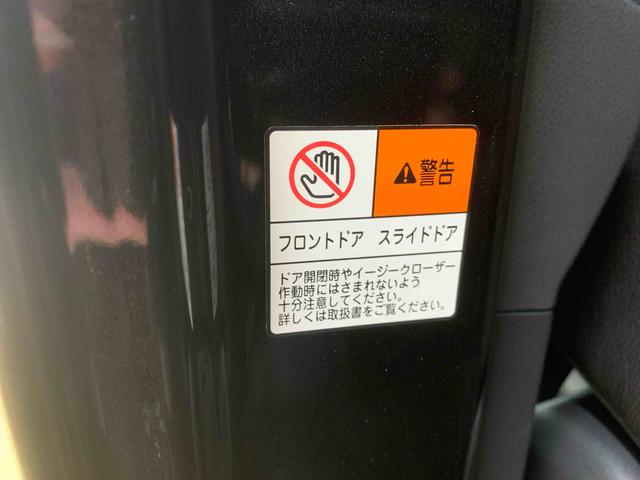 警告
フロントドア スライドドア
ドア開閉時やイージークローザー
作動時にはさまれないよう
十分注意してください。
詳しくは取扱書をご覧ください。